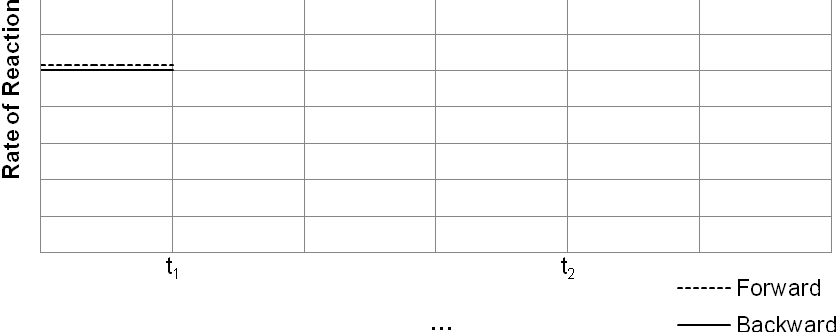 Rate of Reaction
t₁
t₂
Forward
Backward
...